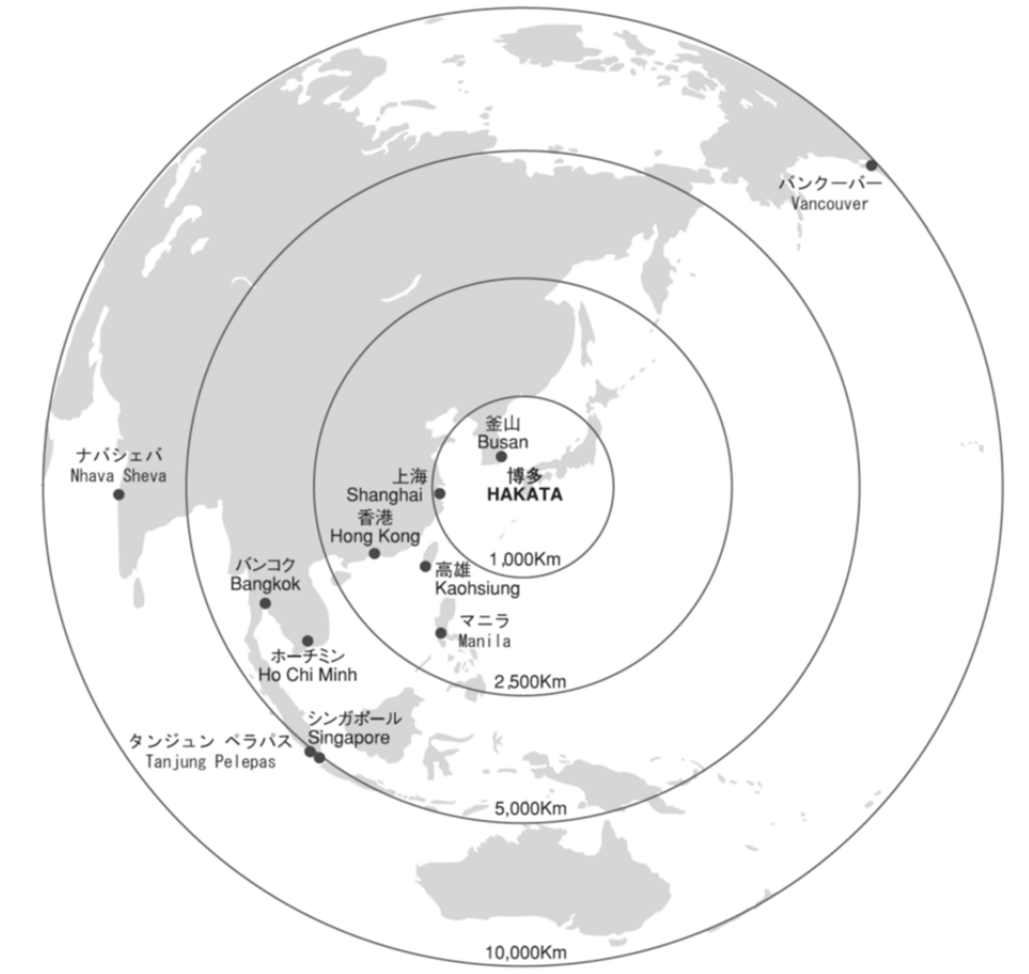 バンクーバー
Vancouver
釜山
Busan
ナバシェバ
Nhava Sheva
上海
Shanghai
博多
HAKATA
香港
Hong Kong
1,000Km
バンコク
Bangkok
高雄
Kaohsiung
マニラ
Manila
ホーチミン
Ho Chi Minh
2,500Km
シンガポール
Singapore
タンジュン ペラパス
Tanjung Pelepas
5,000Km
10,000Km